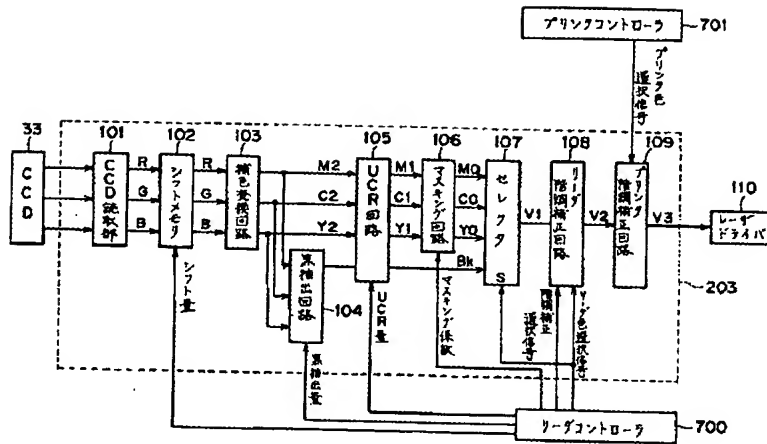 プリンタコントローラ
701
プリンタ色
選択信号
33
101
102
103
105
106
107
108
109
110
CCD
CCD読取部
R
G
B
シフトメモリ
R
G
B
補色変換回路
M2
C2
Y2
UCR回路
M1
C1
Y1
マスキング回路
M0
C0
Y0
Bk
セレクタ
S
V1
リーダ
階調補正回路
V2
プリンタ
階調補正回路
V3
レーザ
ドライバ
203
黒抽出回路
104
シフト量
黒抽出量
UCR量
マスキング係数
階調補正
選択信号
リーダ色選択信号
リーダコントローラ
700